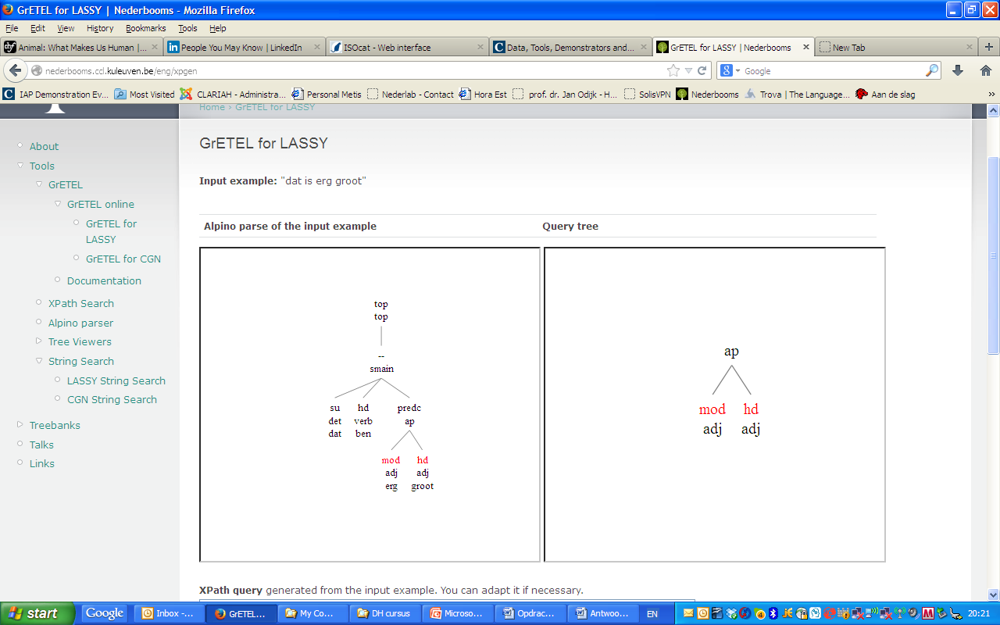 GrETEL for LASSY | Nederbooms - Mozilla Firefox
File Edit View History Bookmarks Tools Help
Animal: What Makes Us Human |... People You May Know | LinkedIn ISOcat - Web interface Data, Tools, Demonstrators and... GrETEL for LASSY | Nederbooms New Tab
nederbooms.ccl.kuleuven.be/eng/xpgen Google
IAP Demonstration Ev... Most Visited CLARIAH - Administra... Personal Metis Nederlab - Contact Hora Est prof. dr. Jan Odijk - H... SolisVPN Nederbooms Trova | The Language... Aan de slag
Home › GrETEL for LASSY
About
Tools
GrETEL
GrETEL online
GrETEL for
LASSY
GrETEL for CGN
Documentation
XPath Search
Alpino parser
Tree Viewers
String Search
LASSY String Search
CGN String Search
Treebanks
Talks
Links
GrETEL for LASSY
Input example: "dat is erg groot"
Alpino parse of the input example Query tree
top
top
--
smain
su hd predc
det verb ap
dat ben
mod hd
adj adj
erg groot
ap
mod hd
adj adj
XPath query generated from the input example. You can adapt it if necessary.
start Google Inbox -... GrETEL... My Co... DH cursus Microso... Opdrac... Antwoo... EN 20:21